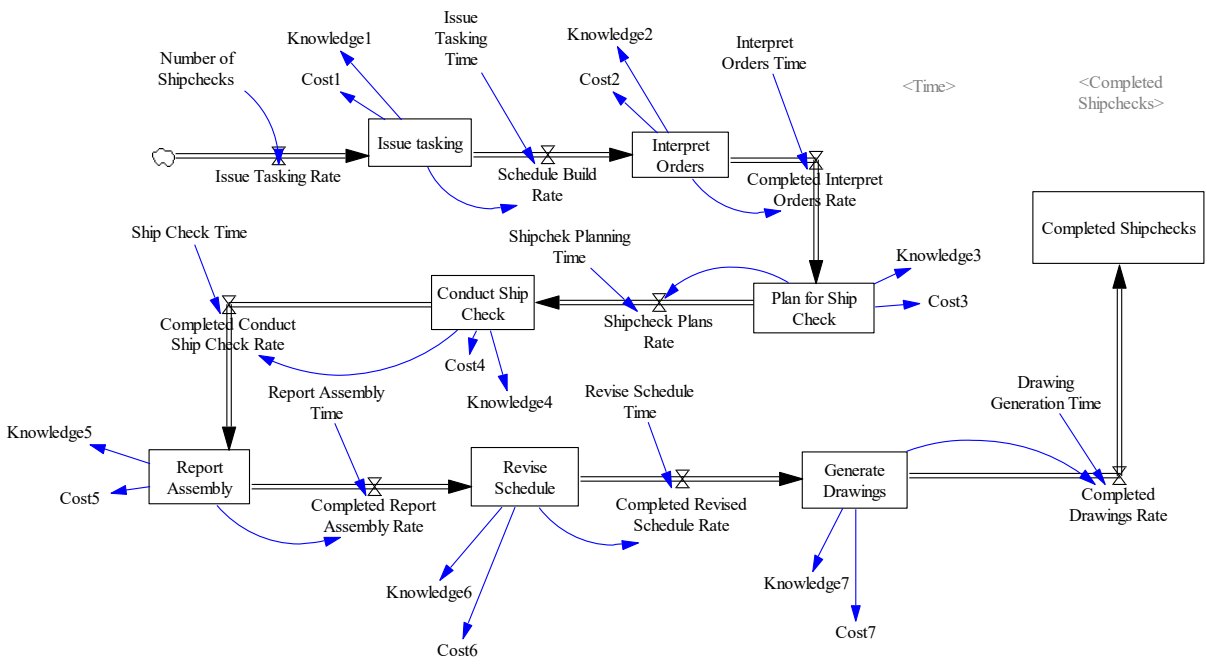 Knowledge1
Issue
Tasking
Time
Knowledge2
Interpret
Orders Time
Number of
Shipchecks
Cost1
Cost2
<Time>
<Completed
Shipchecks>
Issue tasking
Interpret
Orders
Issue Tasking Rate
Schedule Build
Rate
Completed Interpret
Orders Rate
Completed Shipchecks
Ship Check Time
Shipchek Planning
Time
Knowledge3
Conduct Ship
Check
Plan for Ship
Check
Cost3
Completed Conduct
Ship Check Rate
Shipcheck Plans
Rate
Cost4
Knowledge4
Report Assembly
Time
Revise Schedule
Time
Drawing
Generation Time
Knowledge5
Report
Assembly
Revise
Schedule
Generate
Drawings
Cost5
Completed Report
Assembly Rate
Completed Revised
Schedule Rate
Completed
Drawings Rate
Knowledge6
Knowledge7
Cost6
Cost7